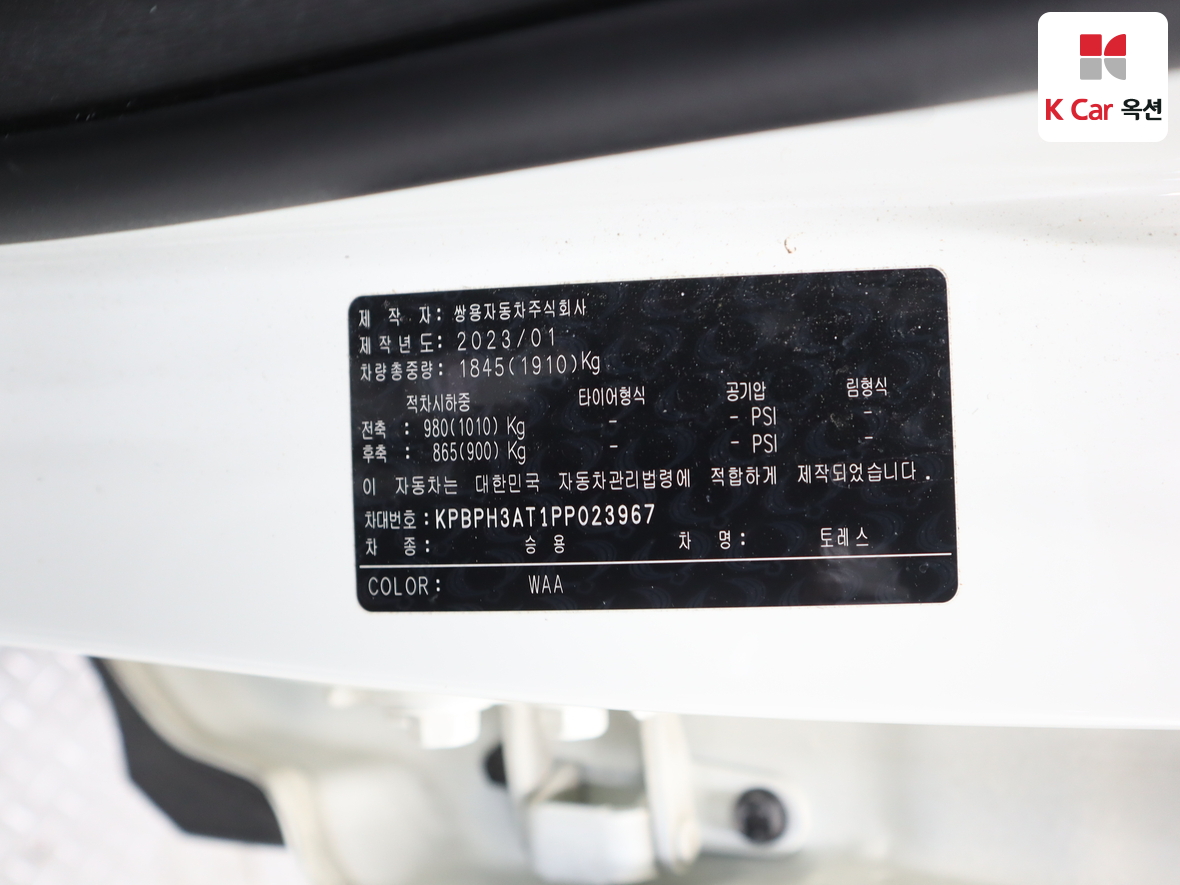 K Car 옥션
제 작 자: 쌍용자동차주식회사
제작년도: 2023/01
차량총중량: 1845(1910)Kg
적차시하중 타이어형식 공기압 림형식
전축 : 980(1010) Kg - - PSI -
후축 : 865(900) Kg - - PSI -
이 자동차는 대한민국 자동차관리법령에 적합하게 제작되었습니다.
차대번호:KPBPH3AT1PP023967
차 종: 승 용 차 명: 토레스
COLOR: WAA